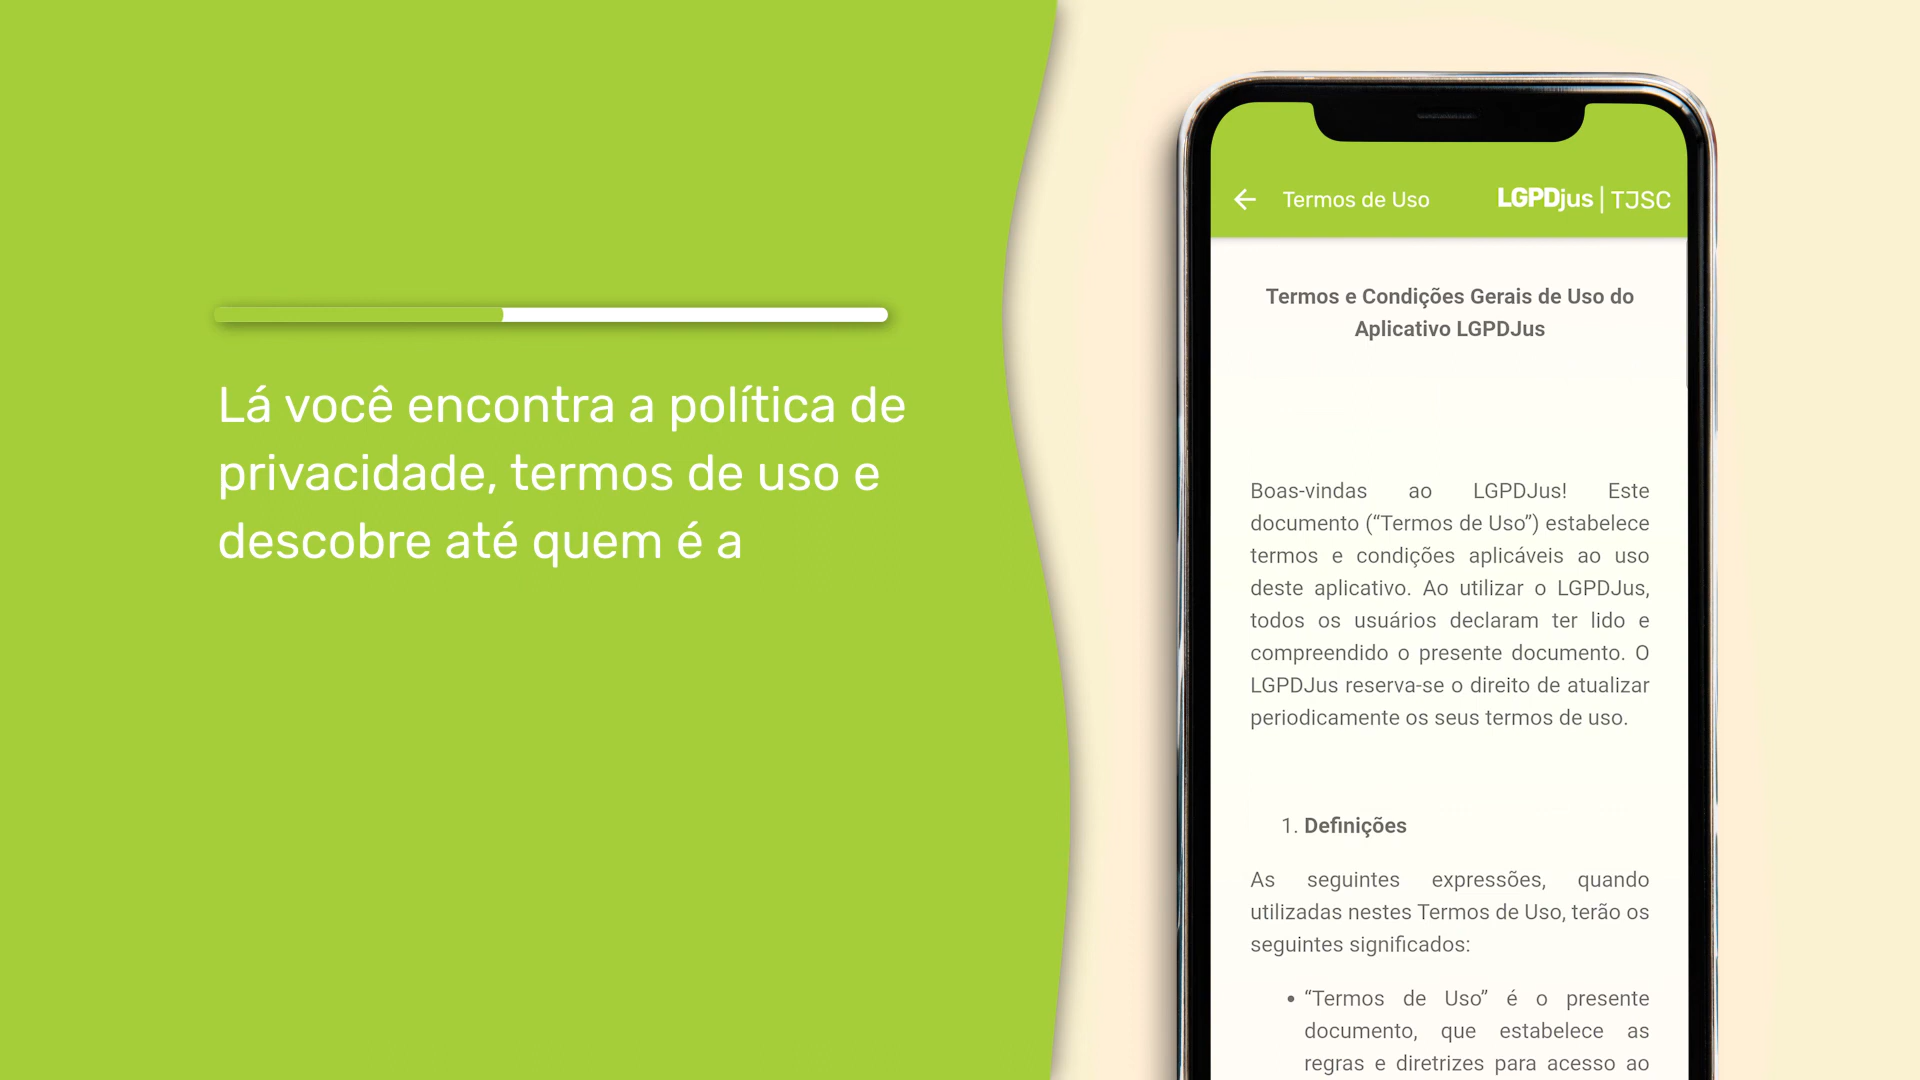 Lá você encontra a política de
privacidade, termos de uso e
descobre até quem é a
Termos de Uso
LGPDjus | TJSC
Termos e Condições Gerais de Uso do
Aplicativo LGPDJus
Boas-vindas ao LGPDJus! Este
documento (“Termos de Uso”) estabelece
termos e condições aplicáveis ao uso
deste aplicativo. Ao utilizar o LGPDJus,
todos os usuários declaram ter lido e
compreendido o presente documento. O
LGPDJus reserva-se o direito de atualizar
periodicamente os seus termos de uso.
1. Definições
As seguintes expressões, quando
utilizadas nestes Termos de Uso, terão os
seguintes significados:
• “Termos de Uso” é o presente
documento, que estabelece as
regras e diretrizes para acesso ao